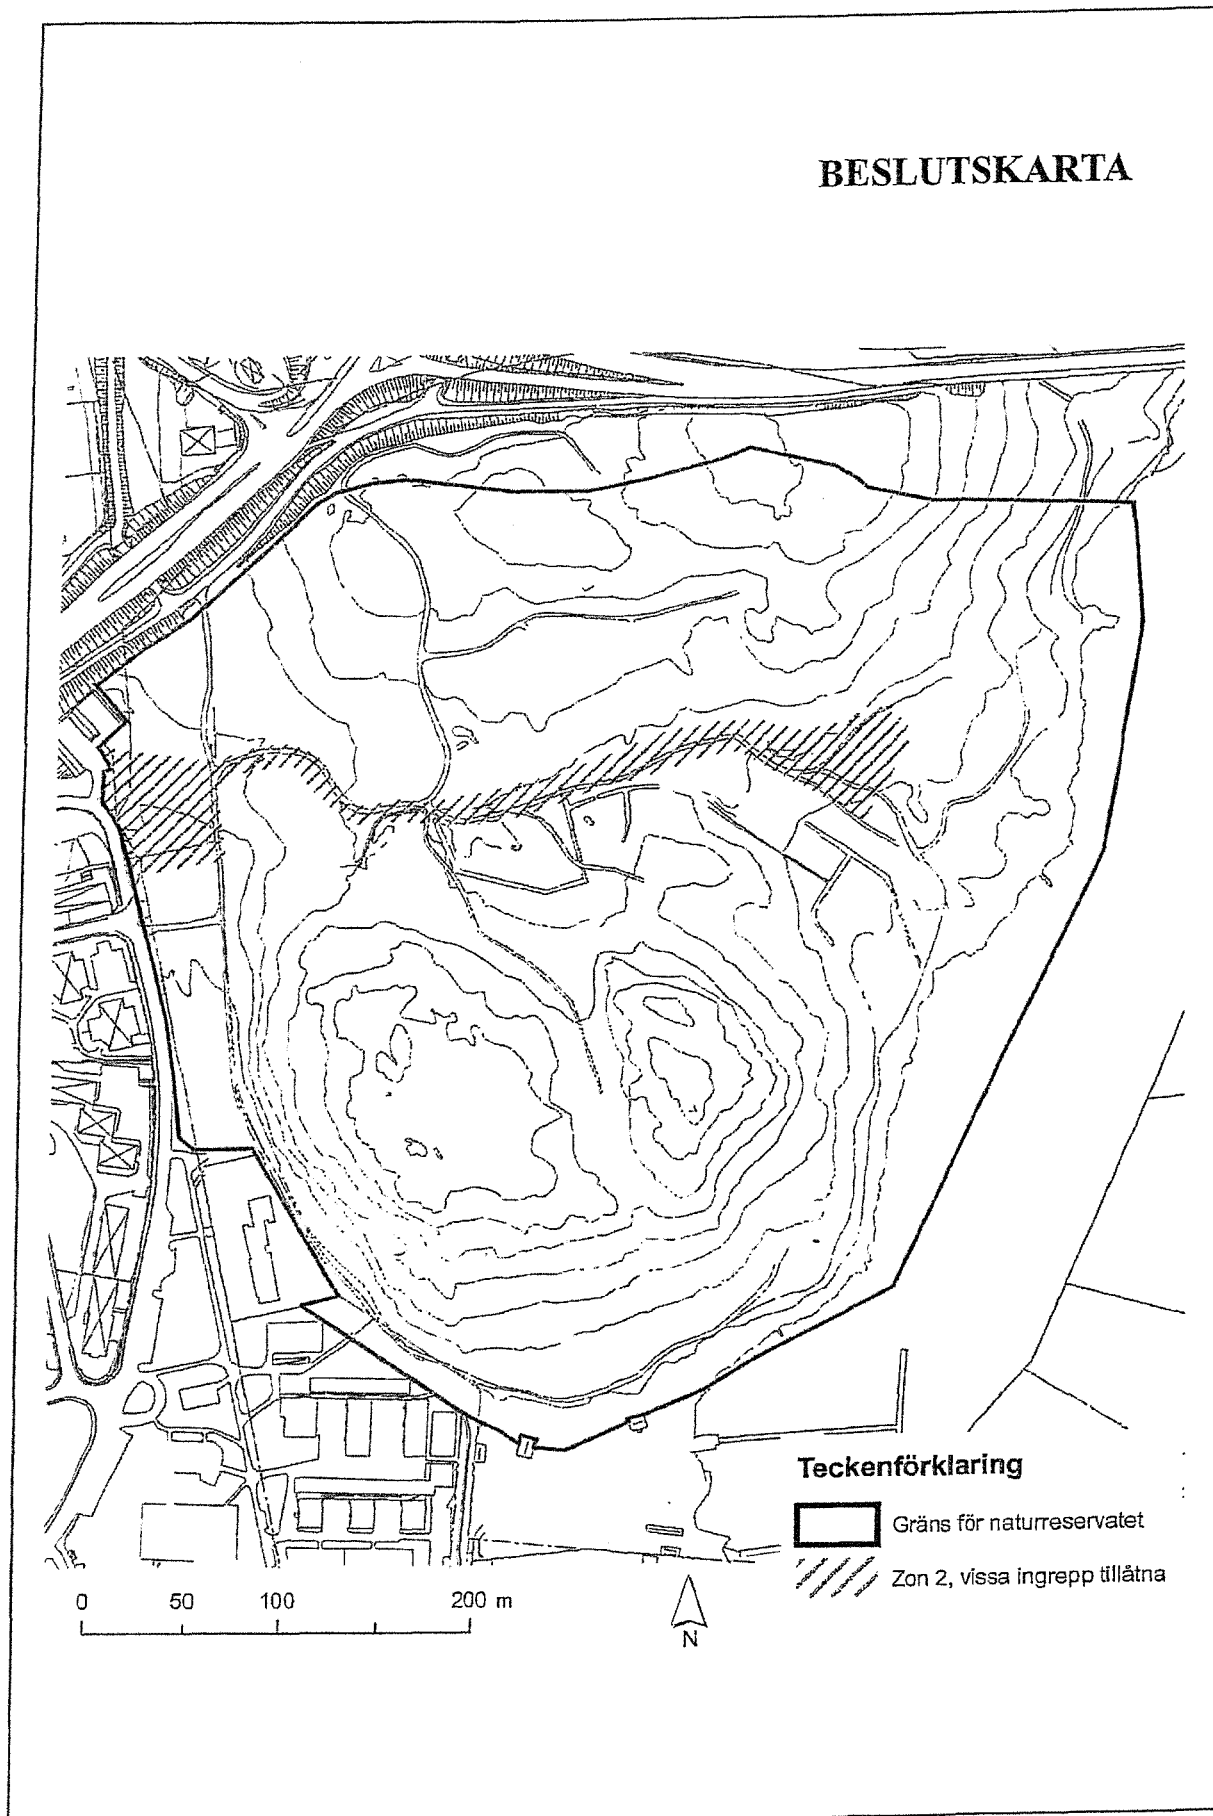 BESLUTSKARTA
Teckenförklaring
Gräns för naturreservatet
Zon 2, vissa ingrepp tillåtna
0 50 100 200 m
N